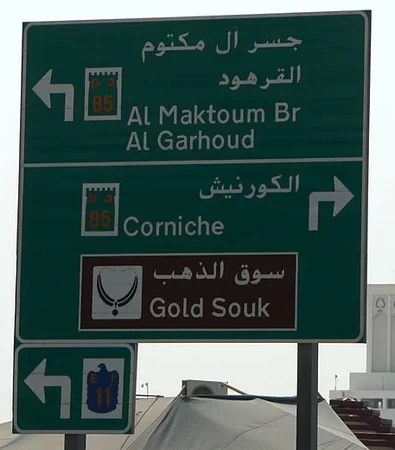 جسر ال مكتوم
القرهود
د د
85
Al Maktoum Br
Al Garhoud
الكورنيش
د د
85
Corniche
سوق الذهب
Gold Souk
E
11